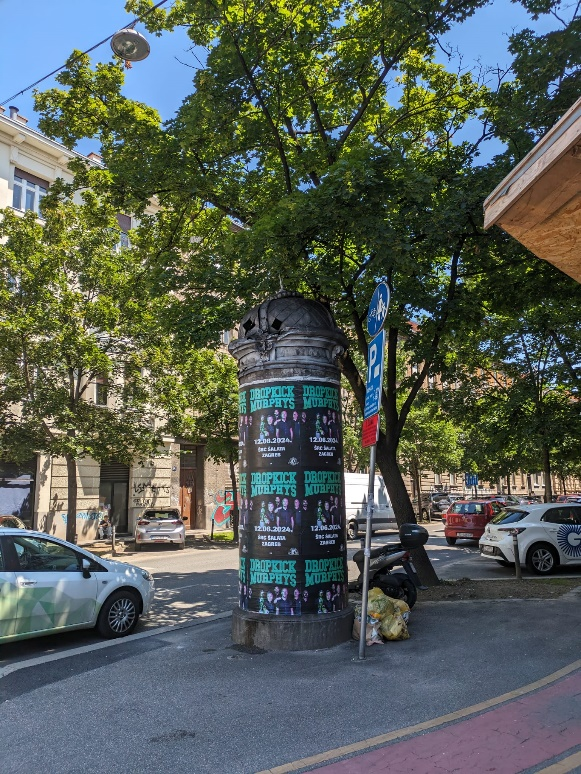 DROPKICK
MURPHYS
12.06.2024.
ŠRC ŠALATA
ZAGREB
DROPKICK
MURPHYS
12.06.2024.
ŠRC ŠALATA
ZAGREB
DROPKICK
MURPHYS
12.06.2024.
ŠRC ŠALATA
ZAGREB
DROPKICK
MURPHYS
12.06.2024.
ŠRC ŠALATA
ZAGREB
DROPKICK
MURPHYS
DROPKICK
MURPHYS
P